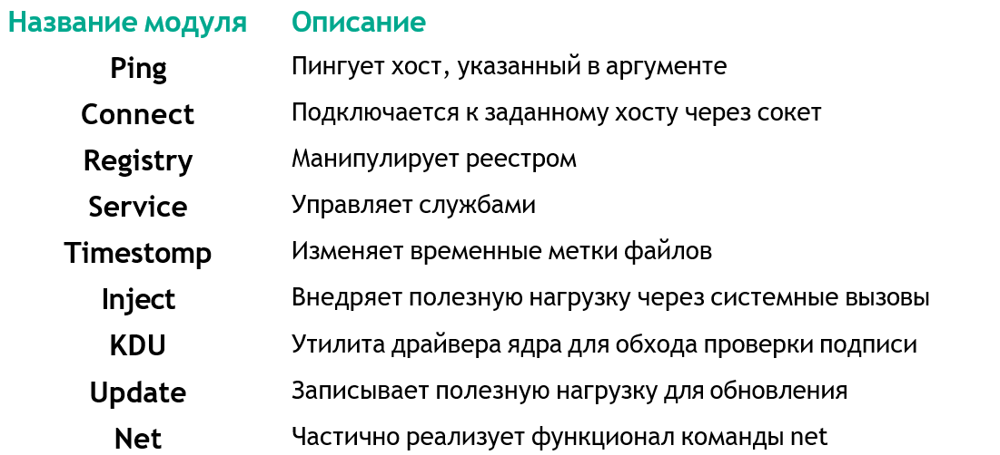 Название модуля Описание
Ping Пингует хост, указанный в аргументе
Connect Подключается к заданному хосту через сокет
Registry Манипулирует реестром
Service Управляет службами
Timestomp Изменяет временные метки файлов
Inject Внедряет полезную нагрузку через системные вызовы
KDU Утилита драйвера ядра для обхода проверки подписи
Update Записывает полезную нагрузку для обновления
Net Частично реализует функционал команды net